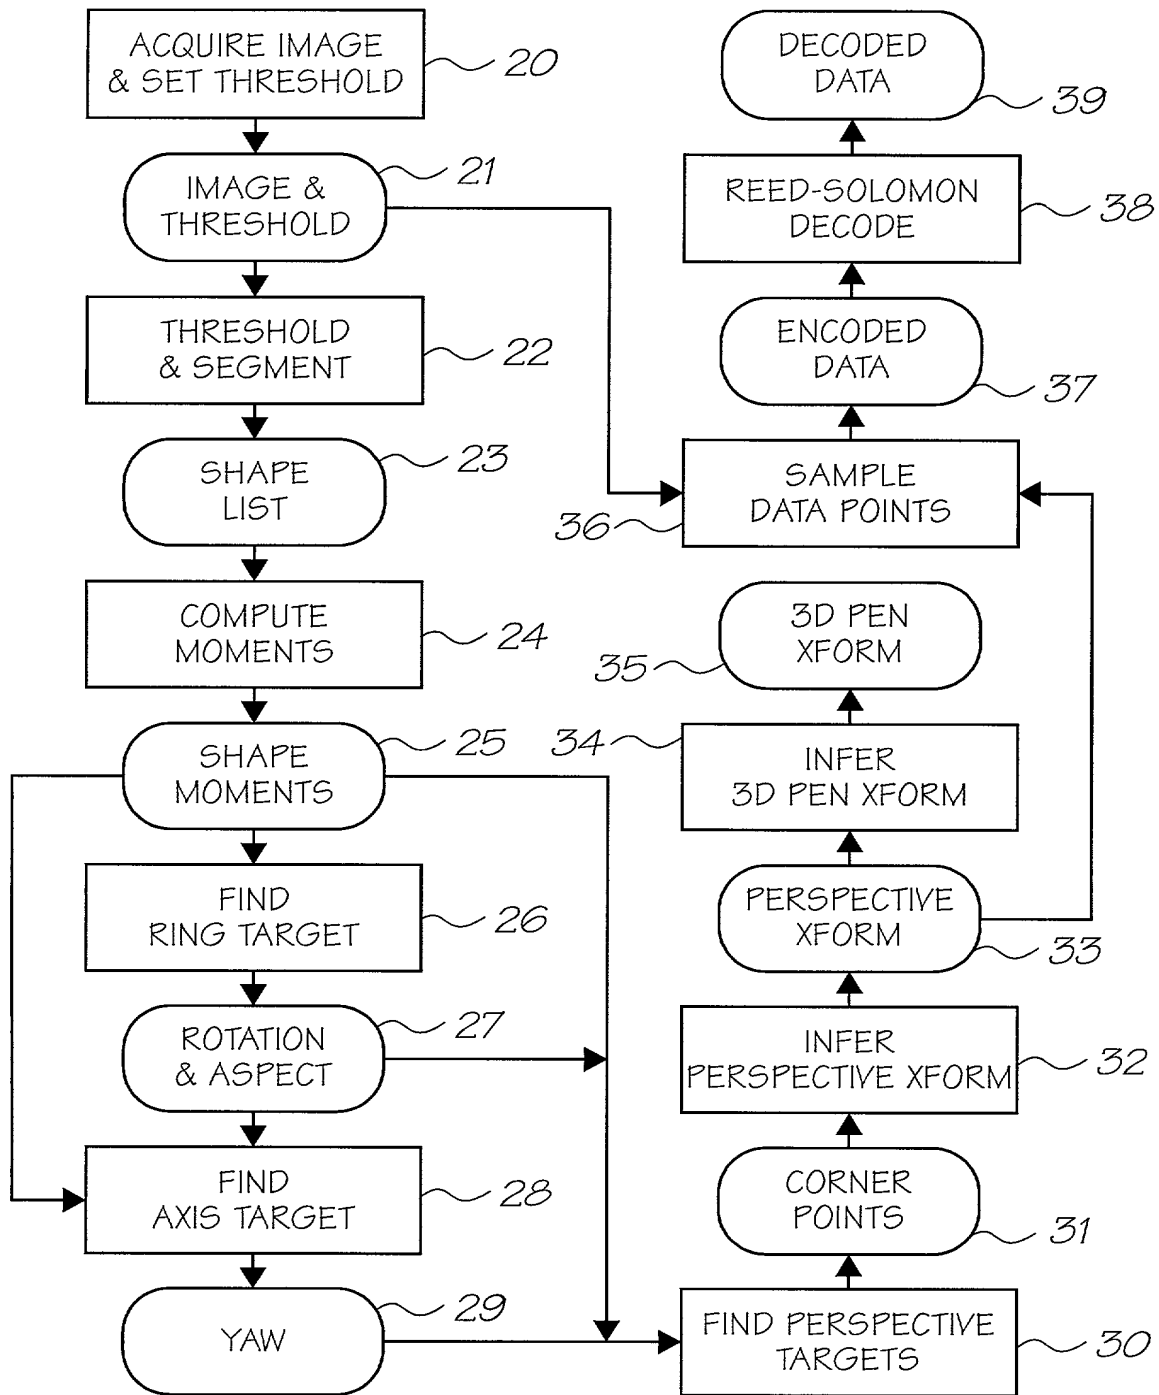 ACQUIRE IMAGE
& SET THRESHOLD
20
IMAGE &
THRESHOLD
21
THRESHOLD
& SEGMENT
22
SHAPE
LIST
23
COMPUTE
MOMENTS
24
SHAPE
MOMENTS
25
FIND
RING TARGET
26
ROTATION
& ASPECT
27
FIND
AXIS TARGET
28
YAW
29
DECODED
DATA
39
REED-SOLOMON
DECODE
38
ENCODED
DATA
37
SAMPLE
DATA POINTS
36
3D PEN
XFORM
35
INFER
3D PEN XFORM
34
PERSPECTIVE
XFORM
33
INFER
PERSPECTIVE XFORM
32
CORNER
POINTS
31
FIND PERSPECTIVE
TARGETS
30